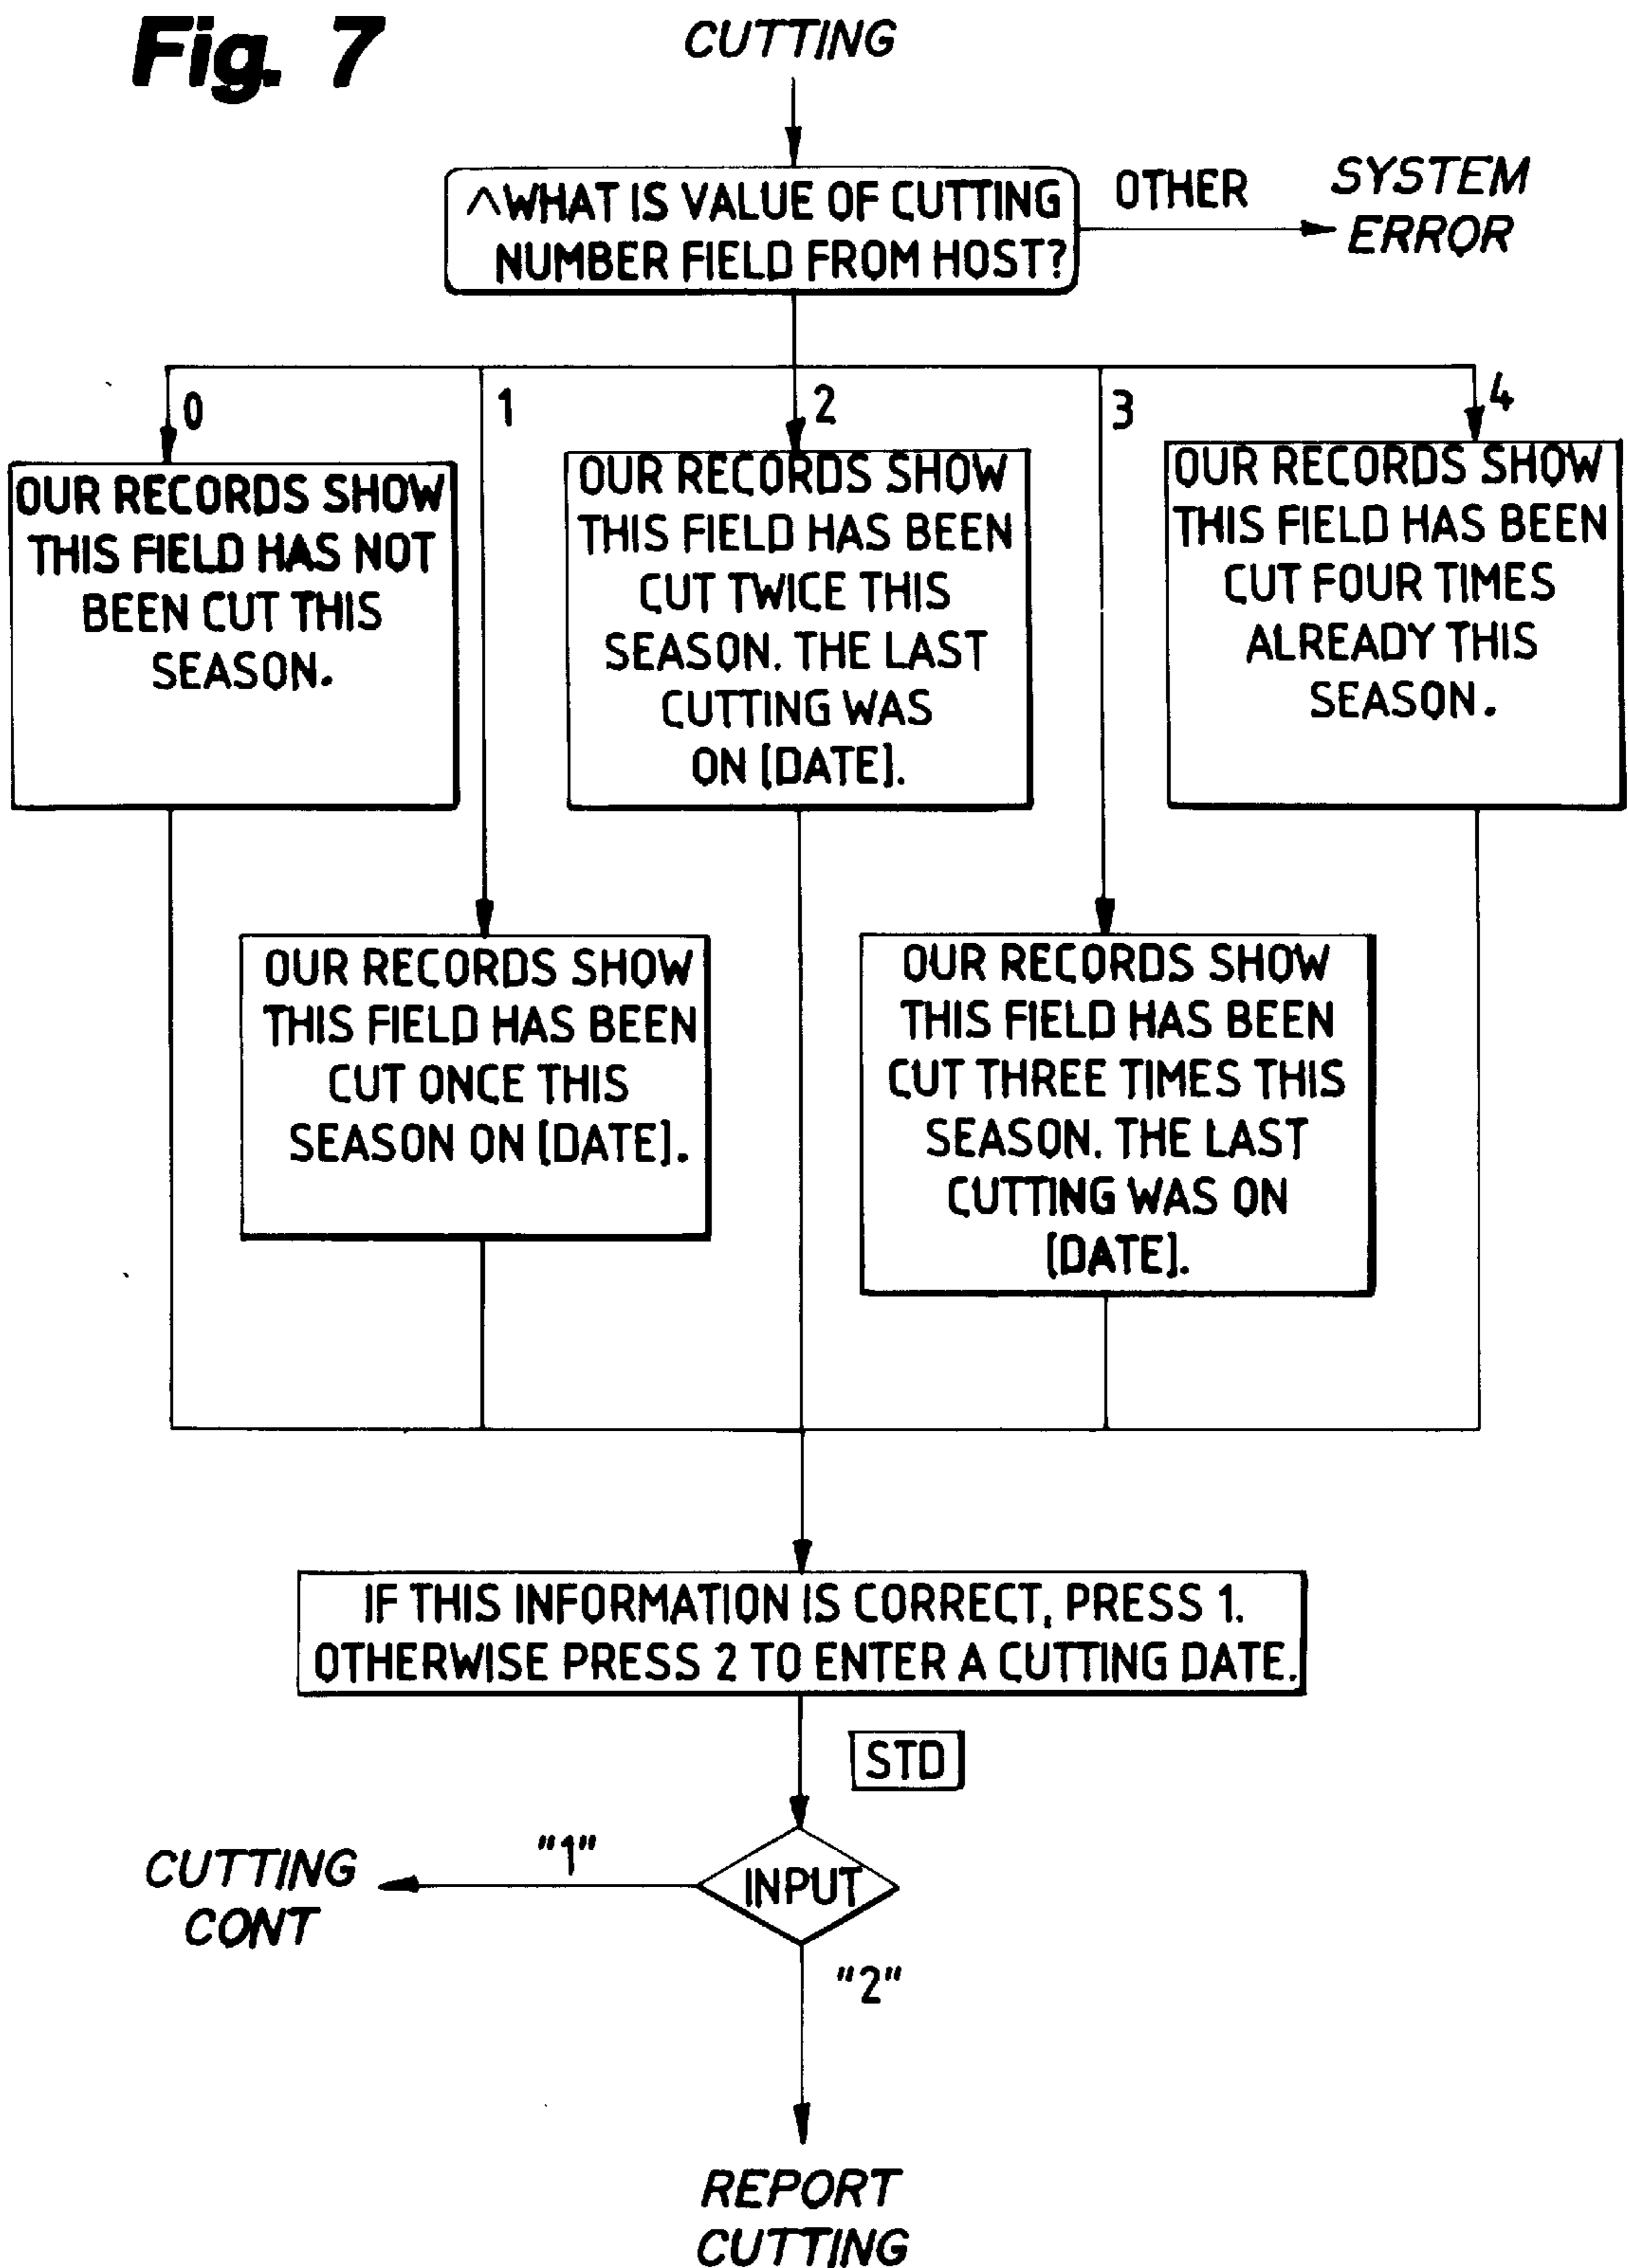 Fig. 7
CUTTING
^WHAT IS VALUE OF CUTTING
NUMBER FIELD FROM HOST?
OTHER
SYSTEM
ERROR
0
1
2
3
4
OUR RECORDS SHOW
THIS FIELD HAS NOT
BEEN CUT THIS
SEASON.
OUR RECORDS SHOW
THIS FIELD HAS BEEN
CUT TWICE THIS
SEASON. THE LAST
CUTTING WAS
ON [DATE].
OUR RECORDS SHOW
THIS FIELD HAS BEEN
CUT FOUR TIMES
ALREADY THIS
SEASON.
OUR RECORDS SHOW
THIS FIELD HAS BEEN
CUT ONCE THIS
SEASON ON [DATE].
OUR RECORDS SHOW
THIS FIELD HAS BEEN
CUT THREE TIMES THIS
SEASON. THE LAST
CUTTING WAS ON
[DATE].
IF THIS INFORMATION IS CORRECT, PRESS 1.
OTHERWISE PRESS 2 TO ENTER A CUTTING DATE.
STD
INPUT
"1"
CUTTING
CONT
"2"
REPORT
CUTTING